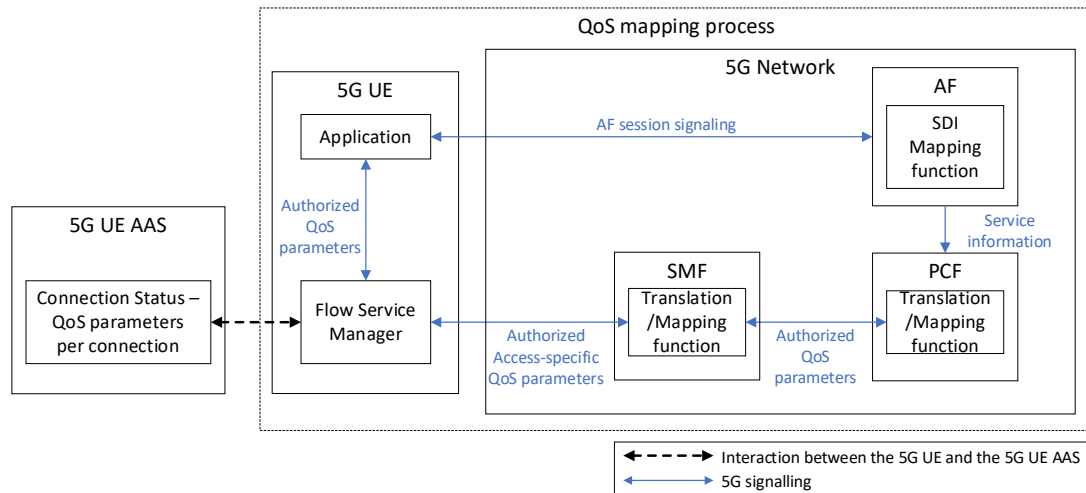 QoS mapping process
5G Network
5G UE
Application
AF session signaling
AF
SDI
Mapping
function
Authorized
QoS
parameters
Service
information
5G UE AAS
Connection Status –
QoS parameters
per connection
Flow Service
Manager
Authorized
Access-specific
QoS parameters
SMF
Translation
/Mapping
function
Authorized
QoS
parameters
PCF
Translation
/Mapping
function
Interaction between the 5G UE and the 5G UE AAS
5G signalling